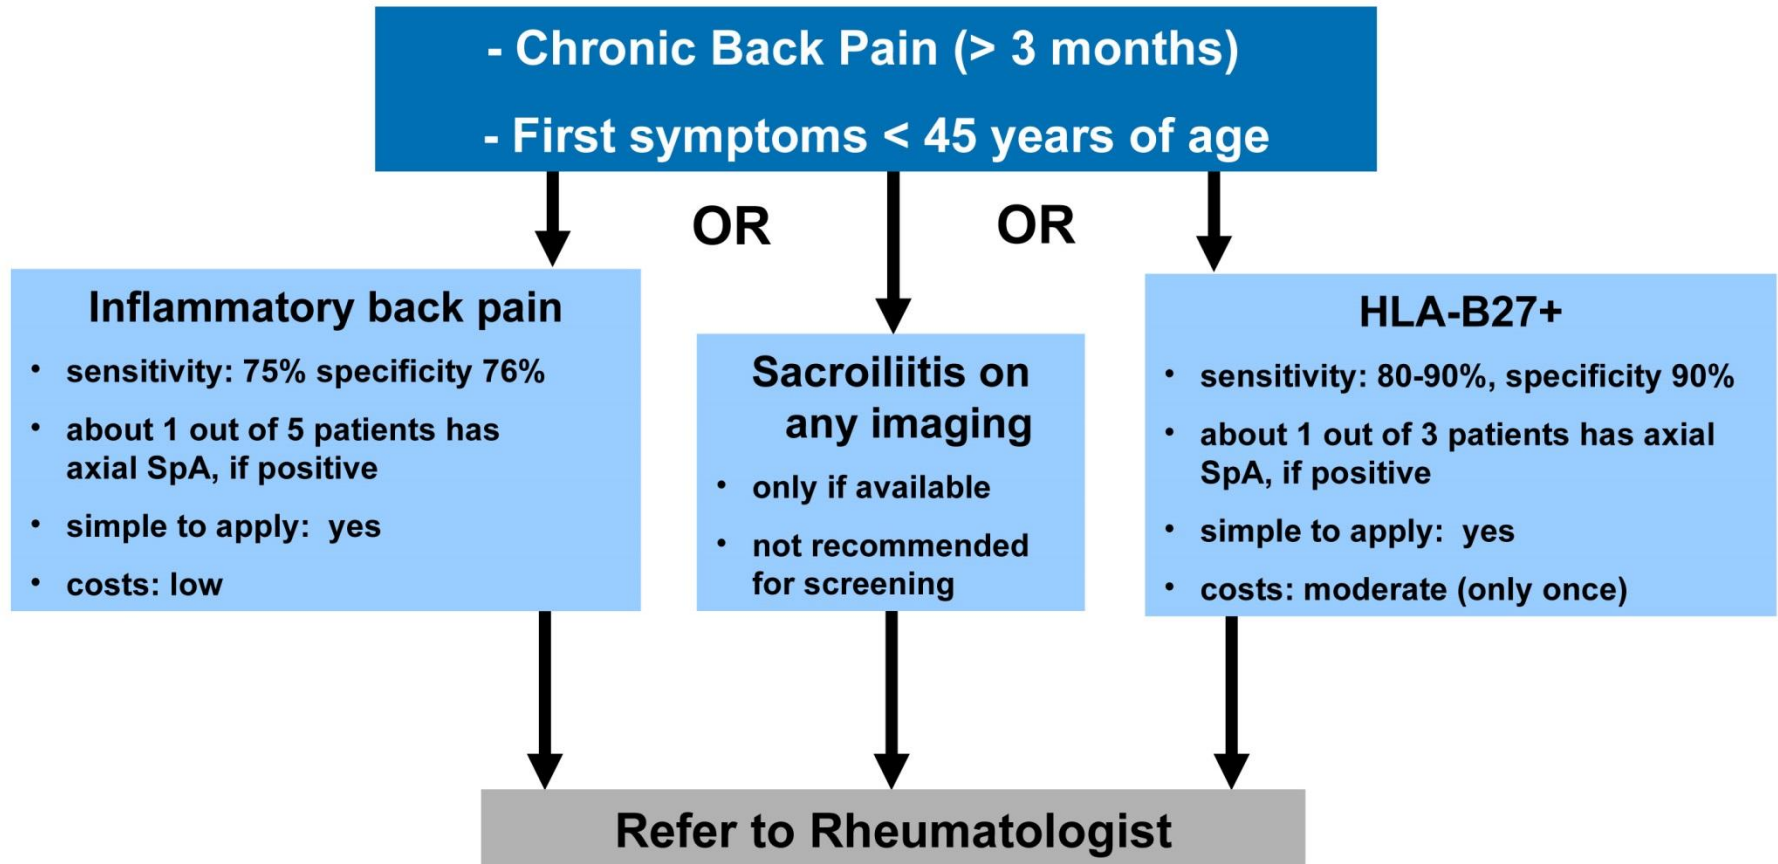 - Chronic Back Pain (> 3 months)
- First symptoms < 45 years of age
OR
OR
Inflammatory back pain
• sensitivity: 75% specificity 76%
• about 1 out of 5 patients has
axial SpA, if positive
• simple to apply: yes
• costs: low
Sacroiliitis on
any imaging
• only if available
• not recommended
for screening
HLA-B27+
• sensitivity: 80-90%, specificity 90%
• about 1 out of 3 patients has axial
SpA, if positive
• simple to apply: yes
• costs: moderate (only once)
Refer to Rheumatologist